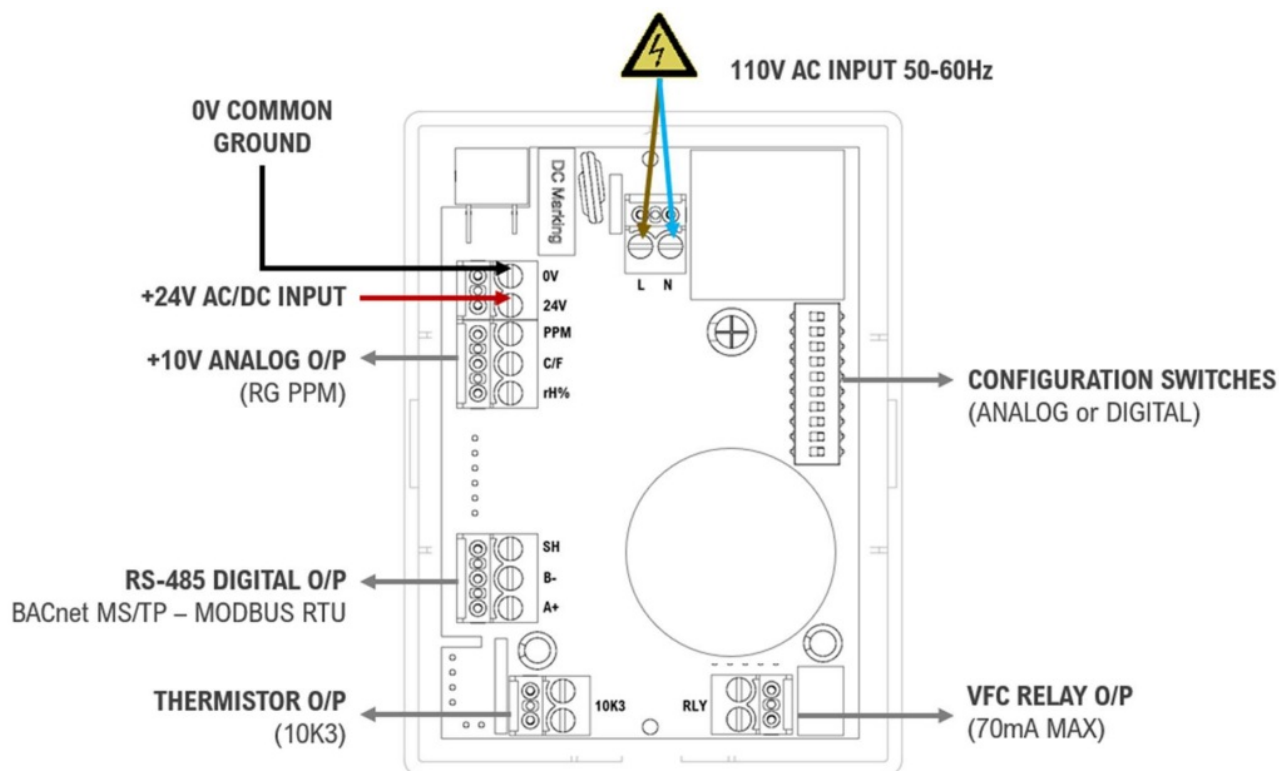 110V AC INPUT 50-60Hz
0V COMMON
GROUND
DC Marking
0V
+24V AC/DC INPUT
24V
L N
PPM
+10V ANALOG O/P
(RG PPM)
C/F
rH%
CONFIGURATION SWITCHES
(ANALOG or DIGITAL)
SH
RS-485 DIGITAL O/P
BACnet MS/TP – MODBUS RTU
B-
A+
THERMISTOR O/P
(10K3)
10K3
RLY
VFC RELAY O/P
(70mA MAX)